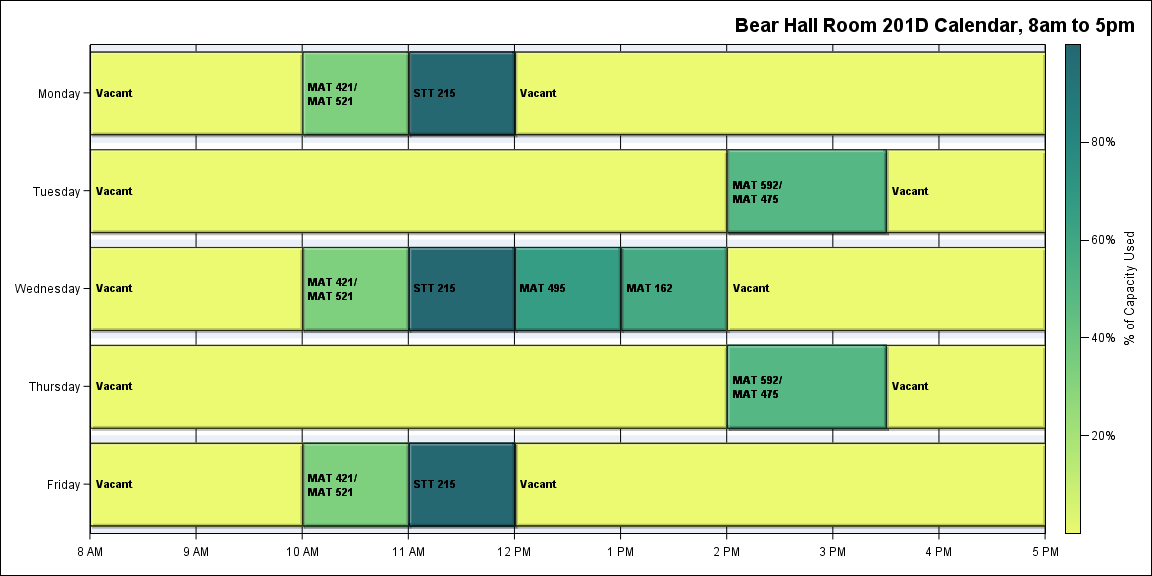 Bear Hall Room 201D Calendar, 8am to 5pm
Monday
Vacant
MAT 421/
MAT 521
STT 215
Vacant
Tuesday
Vacant
MAT 592/
MAT 475
Vacant
Wednesday
Vacant
MAT 421/
MAT 521
STT 215
MAT 495
MAT 162
Vacant
Thursday
Vacant
MAT 592/
MAT 475
Vacant
Friday
Vacant
MAT 421/
MAT 521
STT 215
Vacant
8 AM 9 AM 10 AM 11 AM 12 PM 1 PM 2 PM 3 PM 4 PM 5 PM
80%
60%
40%
20%
% of Capacity Used